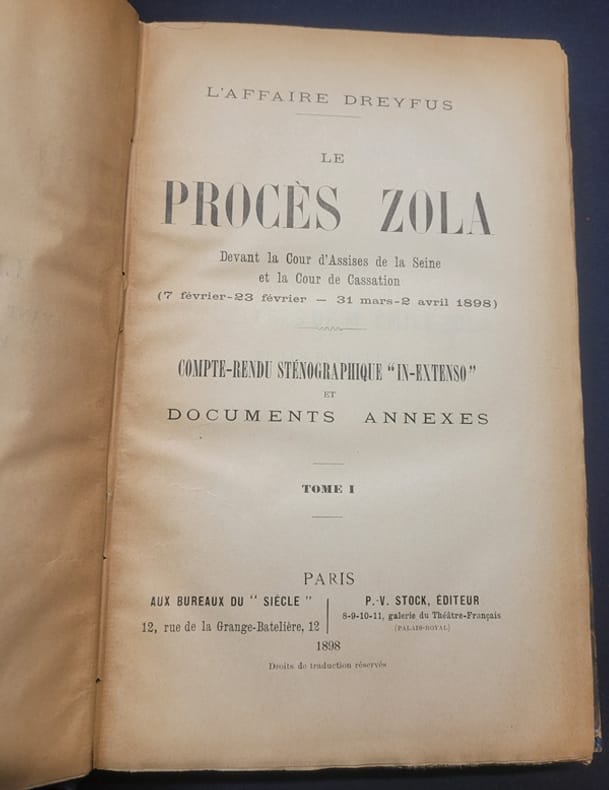 L'AFFAIRE DREYFUS
LE
PROCÈS ZOLA
Devant la Cour d'Assises de la Seine
et la Cour de Cassation
(7 février-23 février — 31 mars-2 avril 1898)
COMPTE-RENDU STÉNOGRAPHIQUE "IN-EXTENSO"
ET
DOCUMENTS ANNEXES
TOME I
PARIS
AUX BUREAUX DU " SIÈCLE "
12, rue de la Grange-Batelière, 12
P.-V. STOCK, ÉDITEUR
8-9-10-11, galerie du Théâtre-Français
(PALAIS-ROYAL)
1898
Droits de traduction réservés